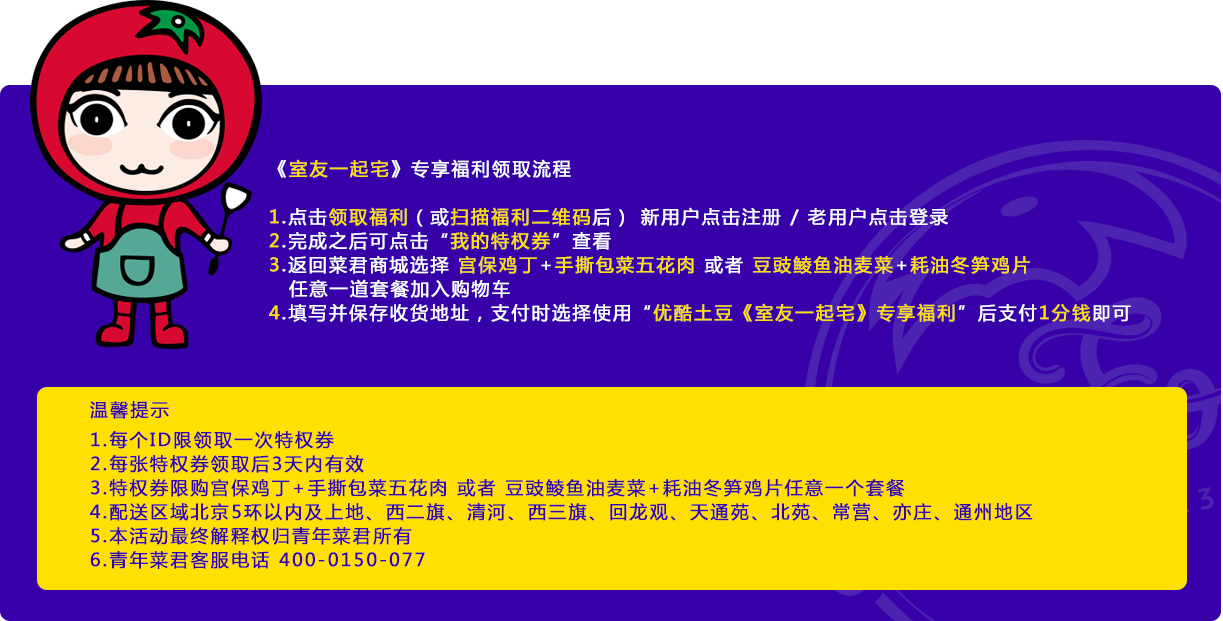 《室友一起宅》专享福利领取流程
1.点击领取福利（或扫描福利二维码后） 新用户点击注册 / 老用户点击登录
2.完成之后可点击“我的特权券”查看
3.返回菜君商城选择 宫保鸡丁+手撕包菜五花肉 或者 豆豉鲮鱼油麦菜+耗油冬笋鸡片
任意一道套餐加入购物车
4.填写并保存收货地址，支付时选择使用“优酷土豆《室友一起宅》专享福利”后支付1分钱即可
温馨提示
1.每个ID限领取一次特权券
2.每张特权券领取后3天内有效
3.特权券限购宫保鸡丁+手撕包菜五花肉 或者 豆豉鲮鱼油麦菜+耗油冬笋鸡片任意一个套餐
4.配送区域北京5环以内及上地、西二旗、清河、西三旗、回龙观、天通苑、北苑、常营、亦庄、通州地区
5.本活动最终解释权归青年菜君所有
6.青年菜君客服电话 400-0150-077